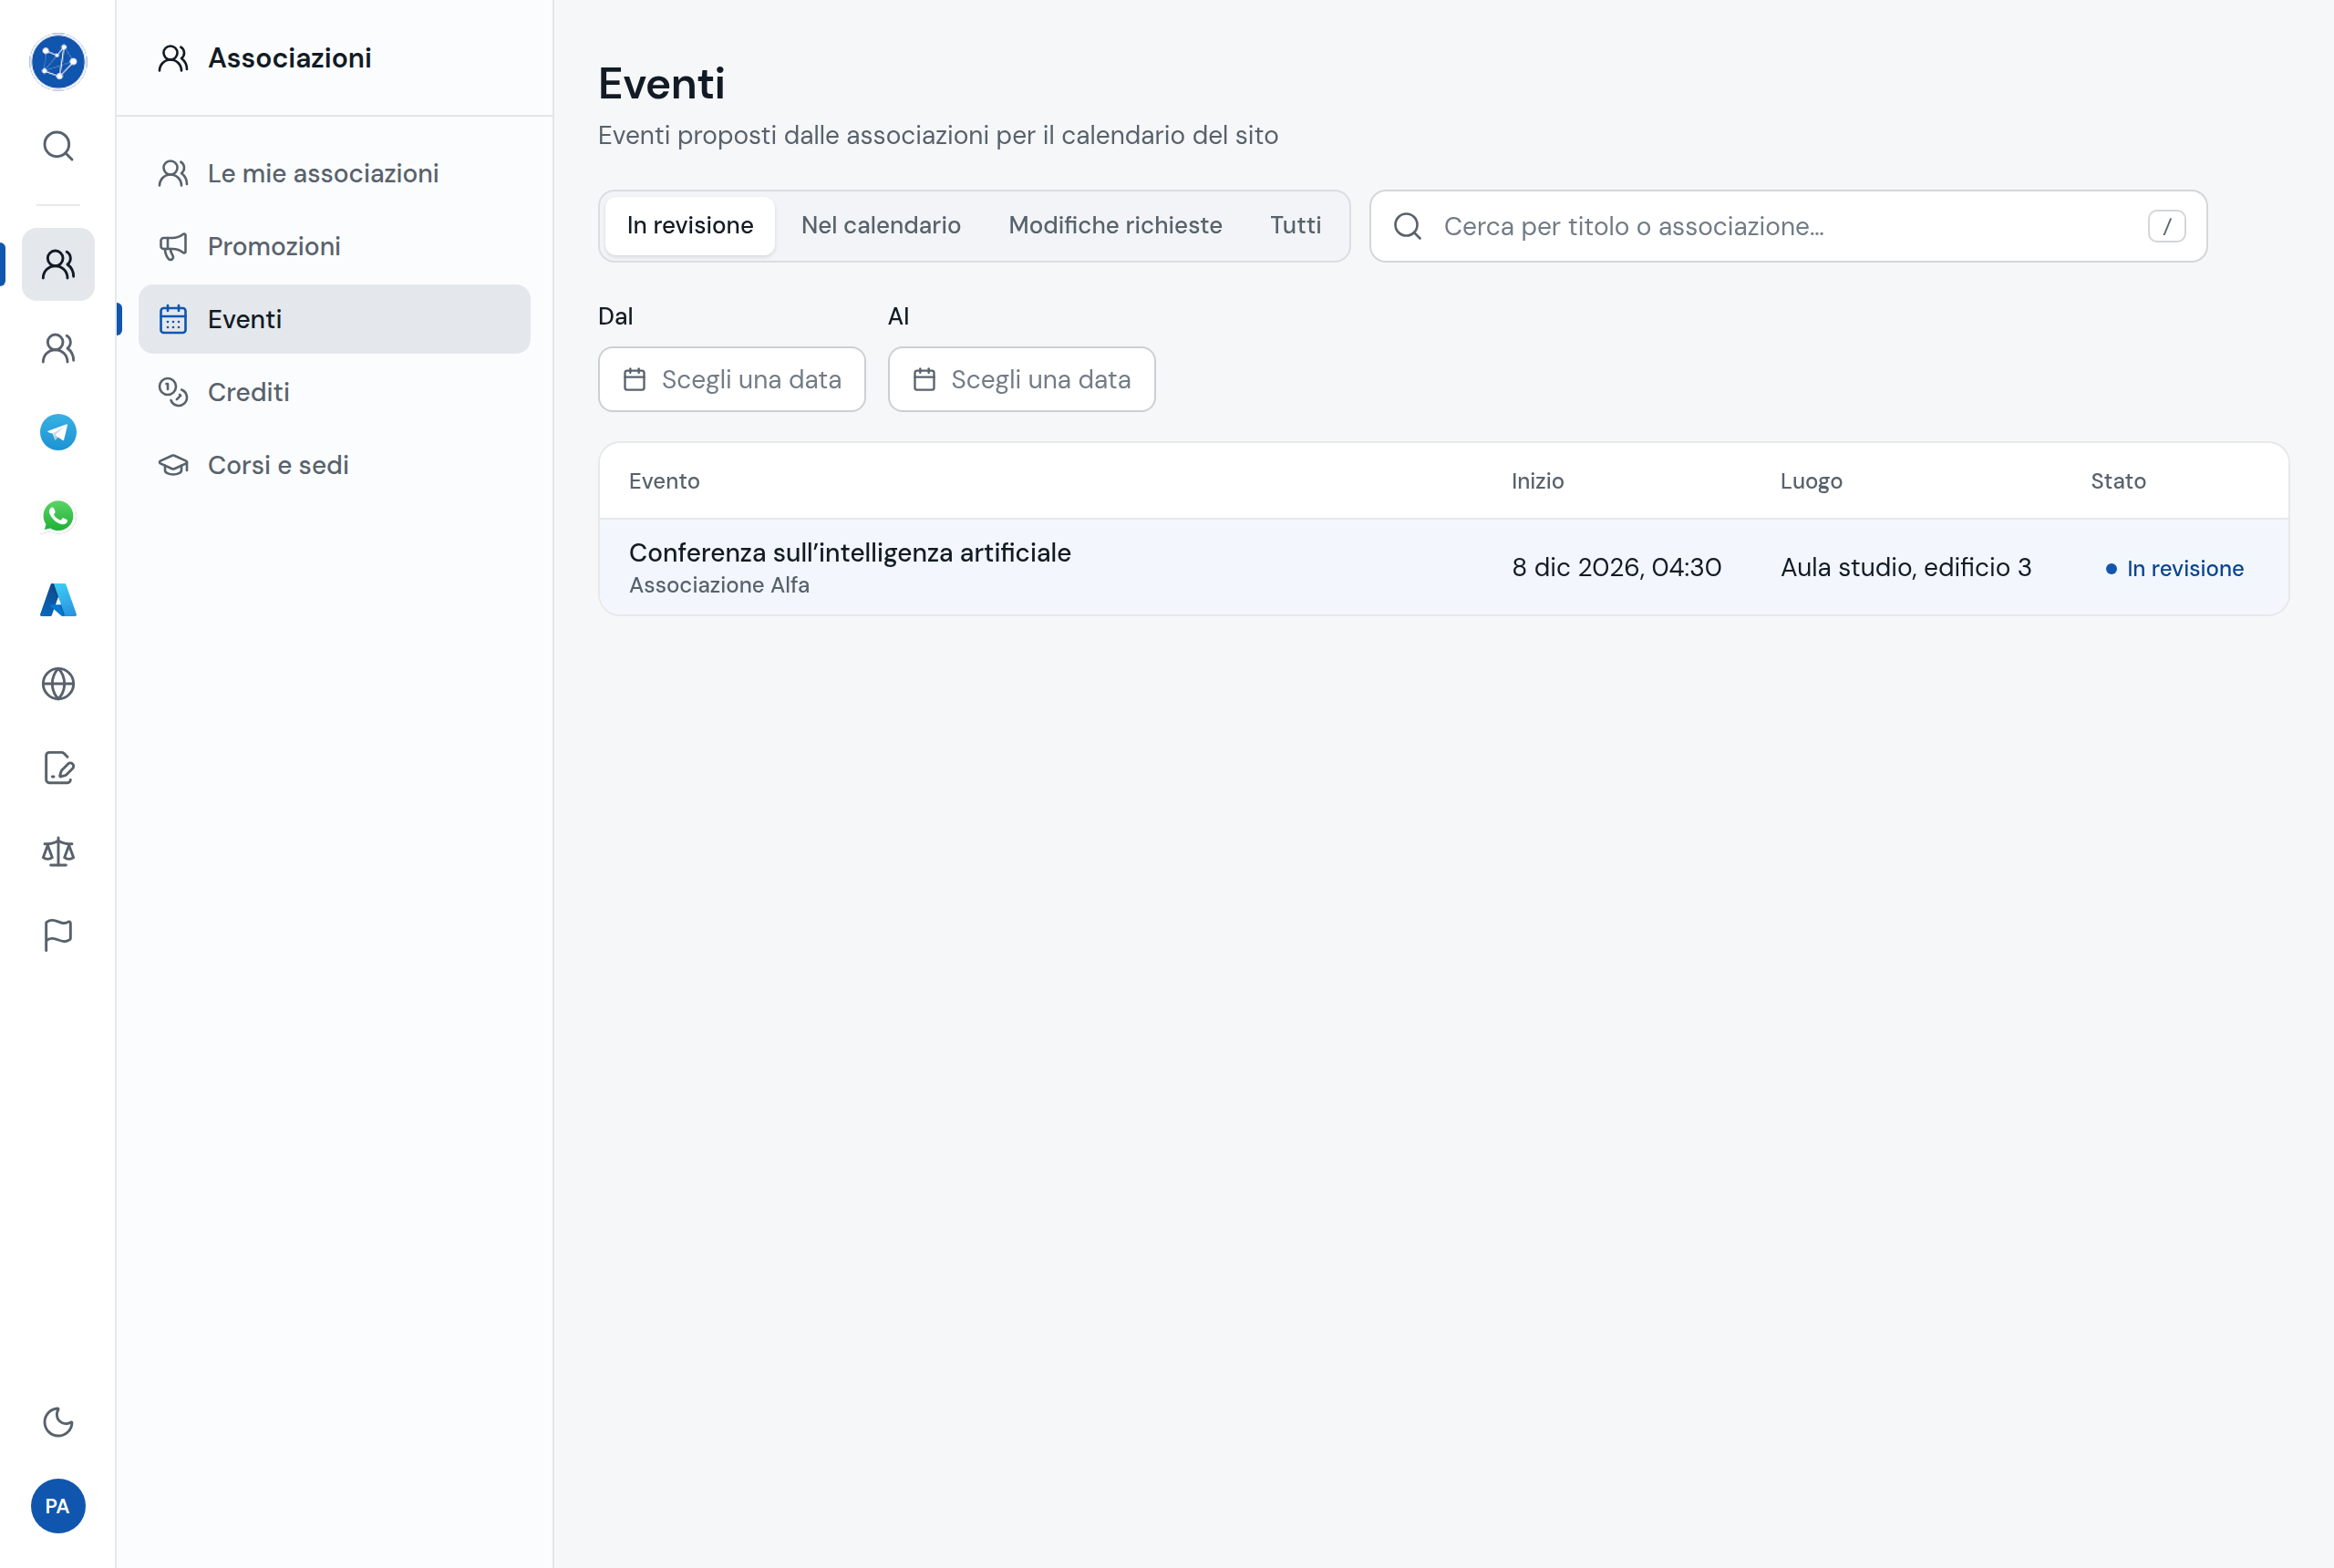 Associazioni
Le mie associazioni
Promozioni
Eventi
Crediti
Corsi e sedi
PA
Eventi
Eventi proposti dalle associazioni per il calendario del sito
In revisione
Nel calendario
Modifiche richieste
Tutti
Cerca per titolo o associazione...
/
Dal
Al
Scegli una data
Scegli una data
Evento
Inizio
Luogo
Stato
Conferenza sull’intelligenza artificiale
Associazione Alfa
8 dic 2026, 04:30
Aula studio, edificio 3
In revisione